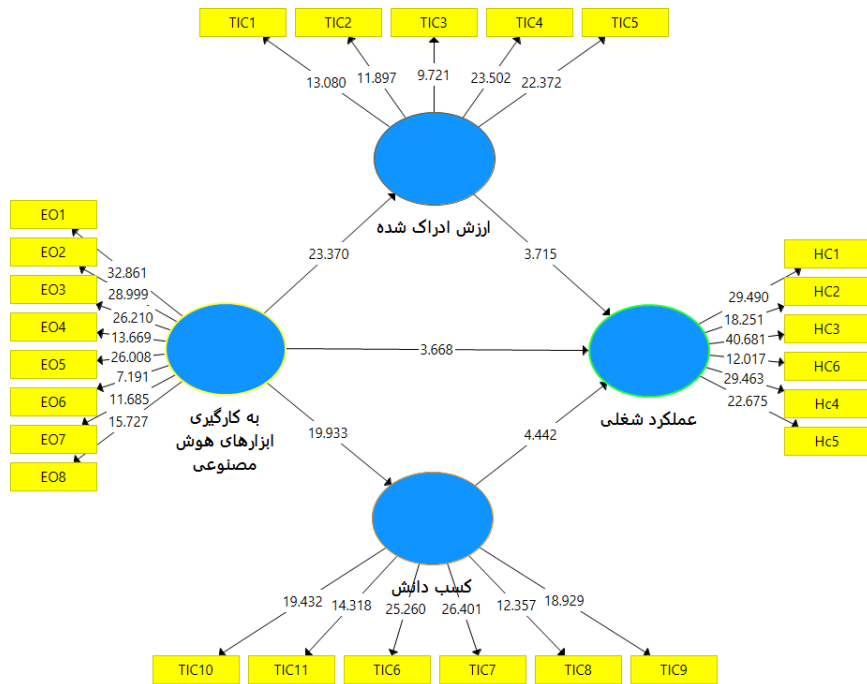 TIC1
TIC2
TIC3
TIC4
TIC5
13.080
11.897
9.721
23.502
22.372
ارزش ادراک شده
EO1
EO2
EO3
EO4
EO5
EO6
EO7
EO8
32.861
28.999
26.210
13.669
26.008
7.191
11.685
15.727
به کارگیری
ابزارهای هوش
مصنوعی
23.370
3.715
3.668
19.933
4.442
عملکرد شغلی
29.490
18.251
40.681
12.017
29.463
22.675
HC1
HC2
HC3
HC6
Hc4
Hc5
کسب دانش
19.432
14.318
25.260
26.401
12.357
18.929
TIC10
TIC11
TIC6
TIC7
TIC8
TIC9